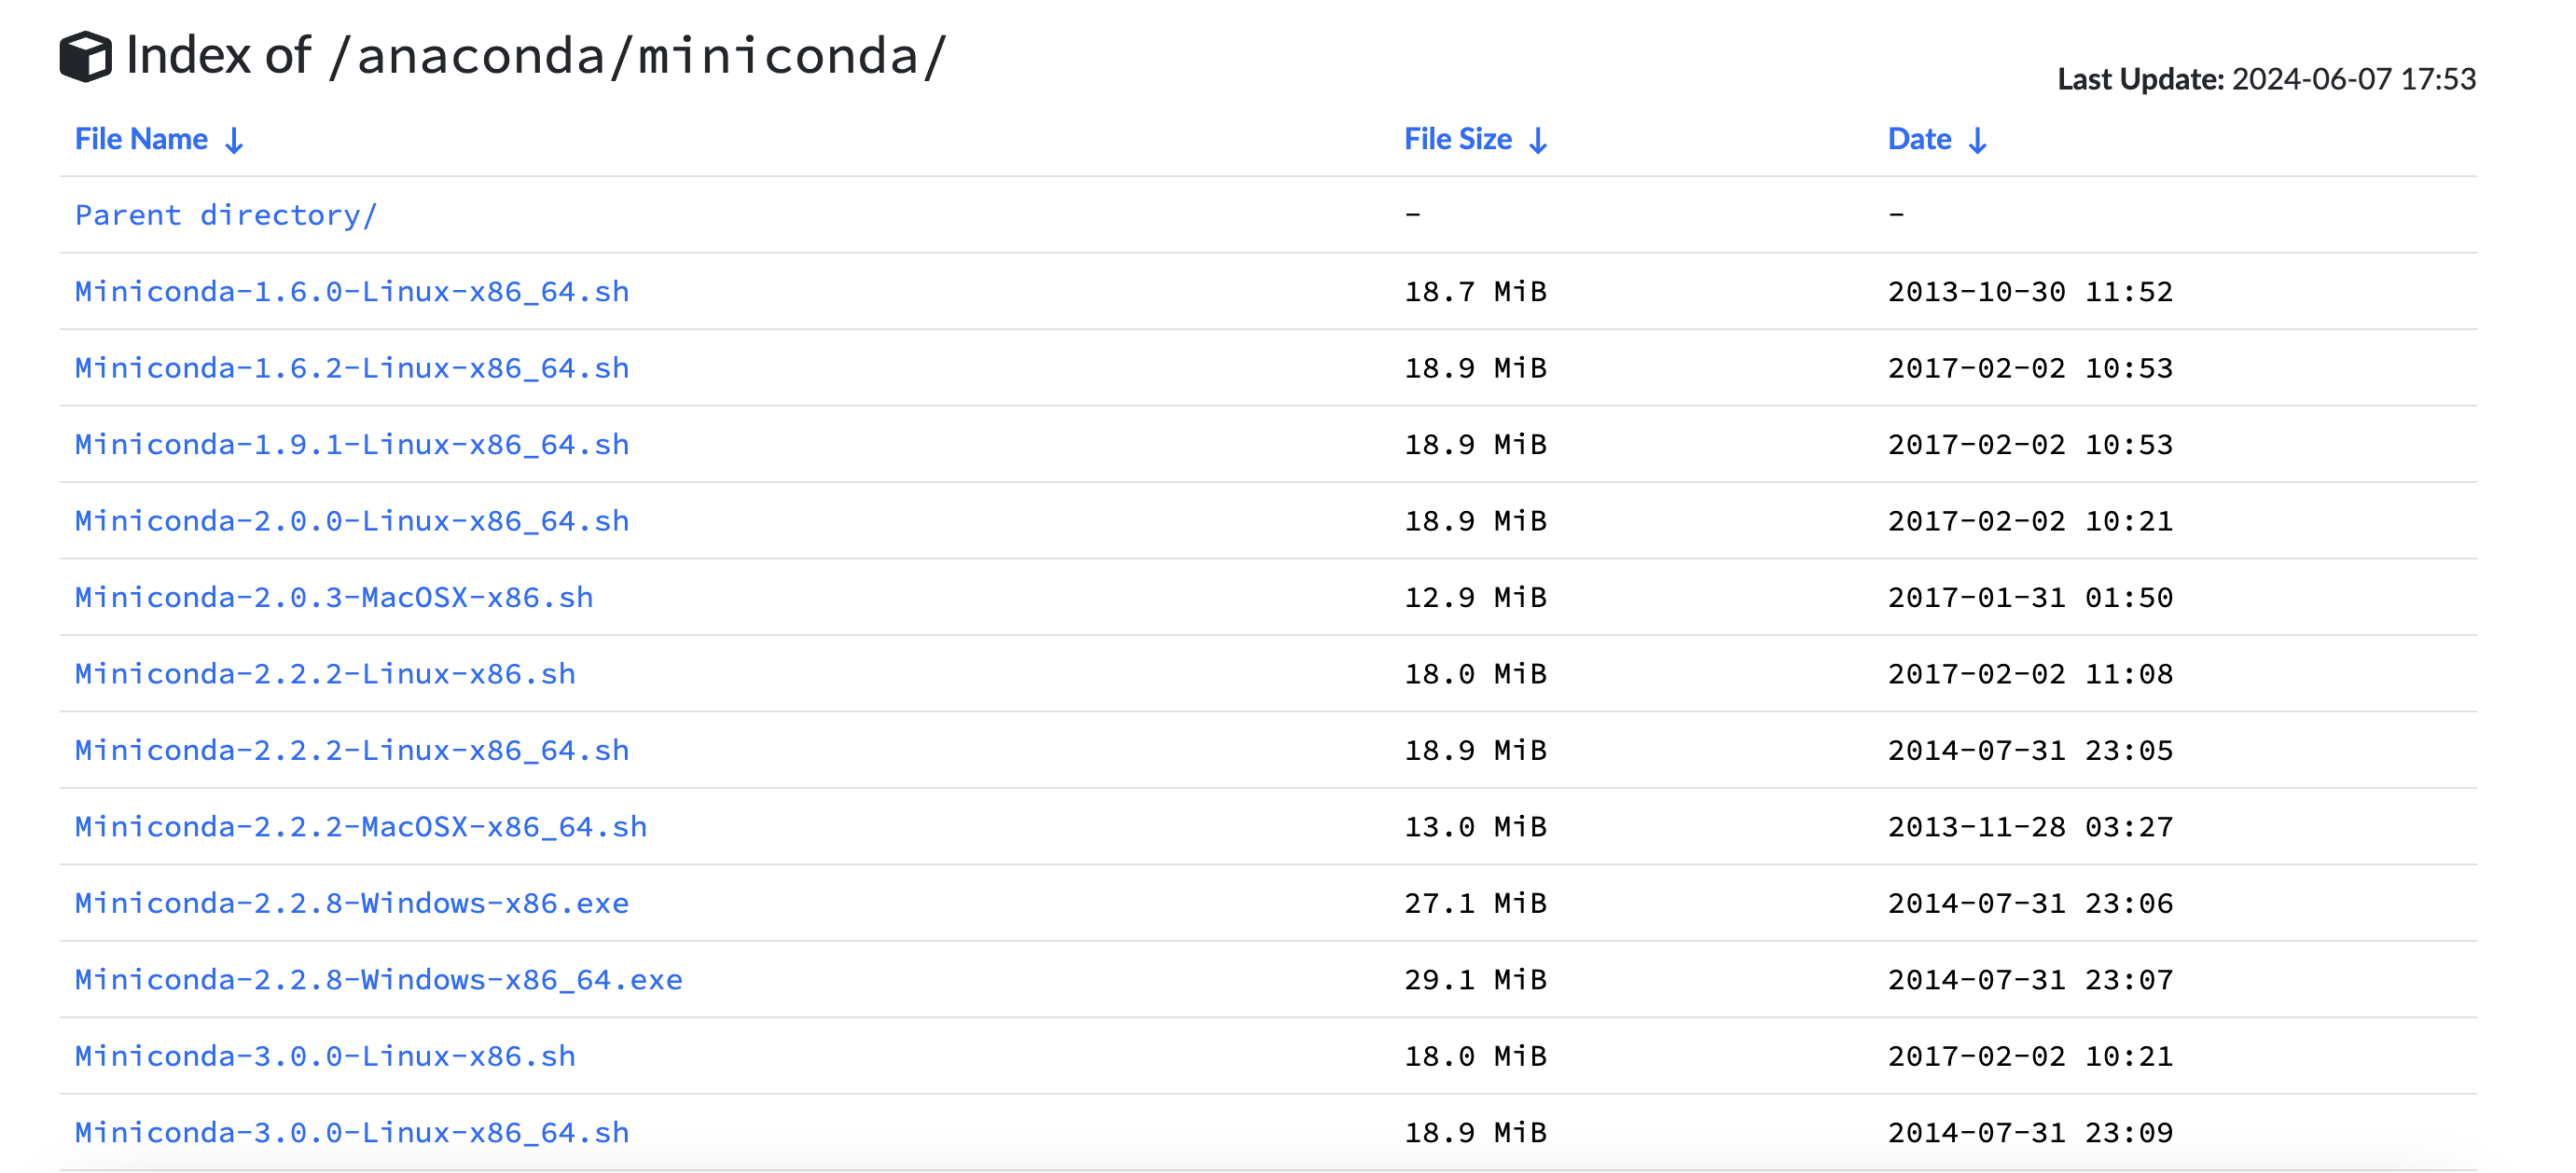 Index of /anaconda/miniconda/
Last Update: 2024-06-07 17:53
File Name ↓ File Size ↓ Date ↓
Parent directory/ - -
Miniconda-1.6.0-Linux-x86_64.sh 18.7 MiB 2013-10-30 11:52
Miniconda-1.6.2-Linux-x86_64.sh 18.9 MiB 2017-02-02 10:53
Miniconda-1.9.1-Linux-x86_64.sh 18.9 MiB 2017-02-02 10:53
Miniconda-2.0.0-Linux-x86_64.sh 18.9 MiB 2017-02-02 10:21
Miniconda-2.0.3-MacOSX-x86.sh 12.9 MiB 2017-01-31 01:50
Miniconda-2.2.2-Linux-x86.sh 18.0 MiB 2017-02-02 11:08
Miniconda-2.2.2-Linux-x86_64.sh 18.9 MiB 2014-07-31 23:05
Miniconda-2.2.2-MacOSX-x86_64.sh 13.0 MiB 2013-11-28 03:27
Miniconda-2.2.8-Windows-x86.exe 27.1 MiB 2014-07-31 23:06
Miniconda-2.2.8-Windows-x86_64.exe 29.1 MiB 2014-07-31 23:07
Miniconda-3.0.0-Linux-x86.sh 18.0 MiB 2017-02-02 10:21
Miniconda-3.0.0-Linux-x86_64.sh 18.9 MiB 2014-07-31 23:09